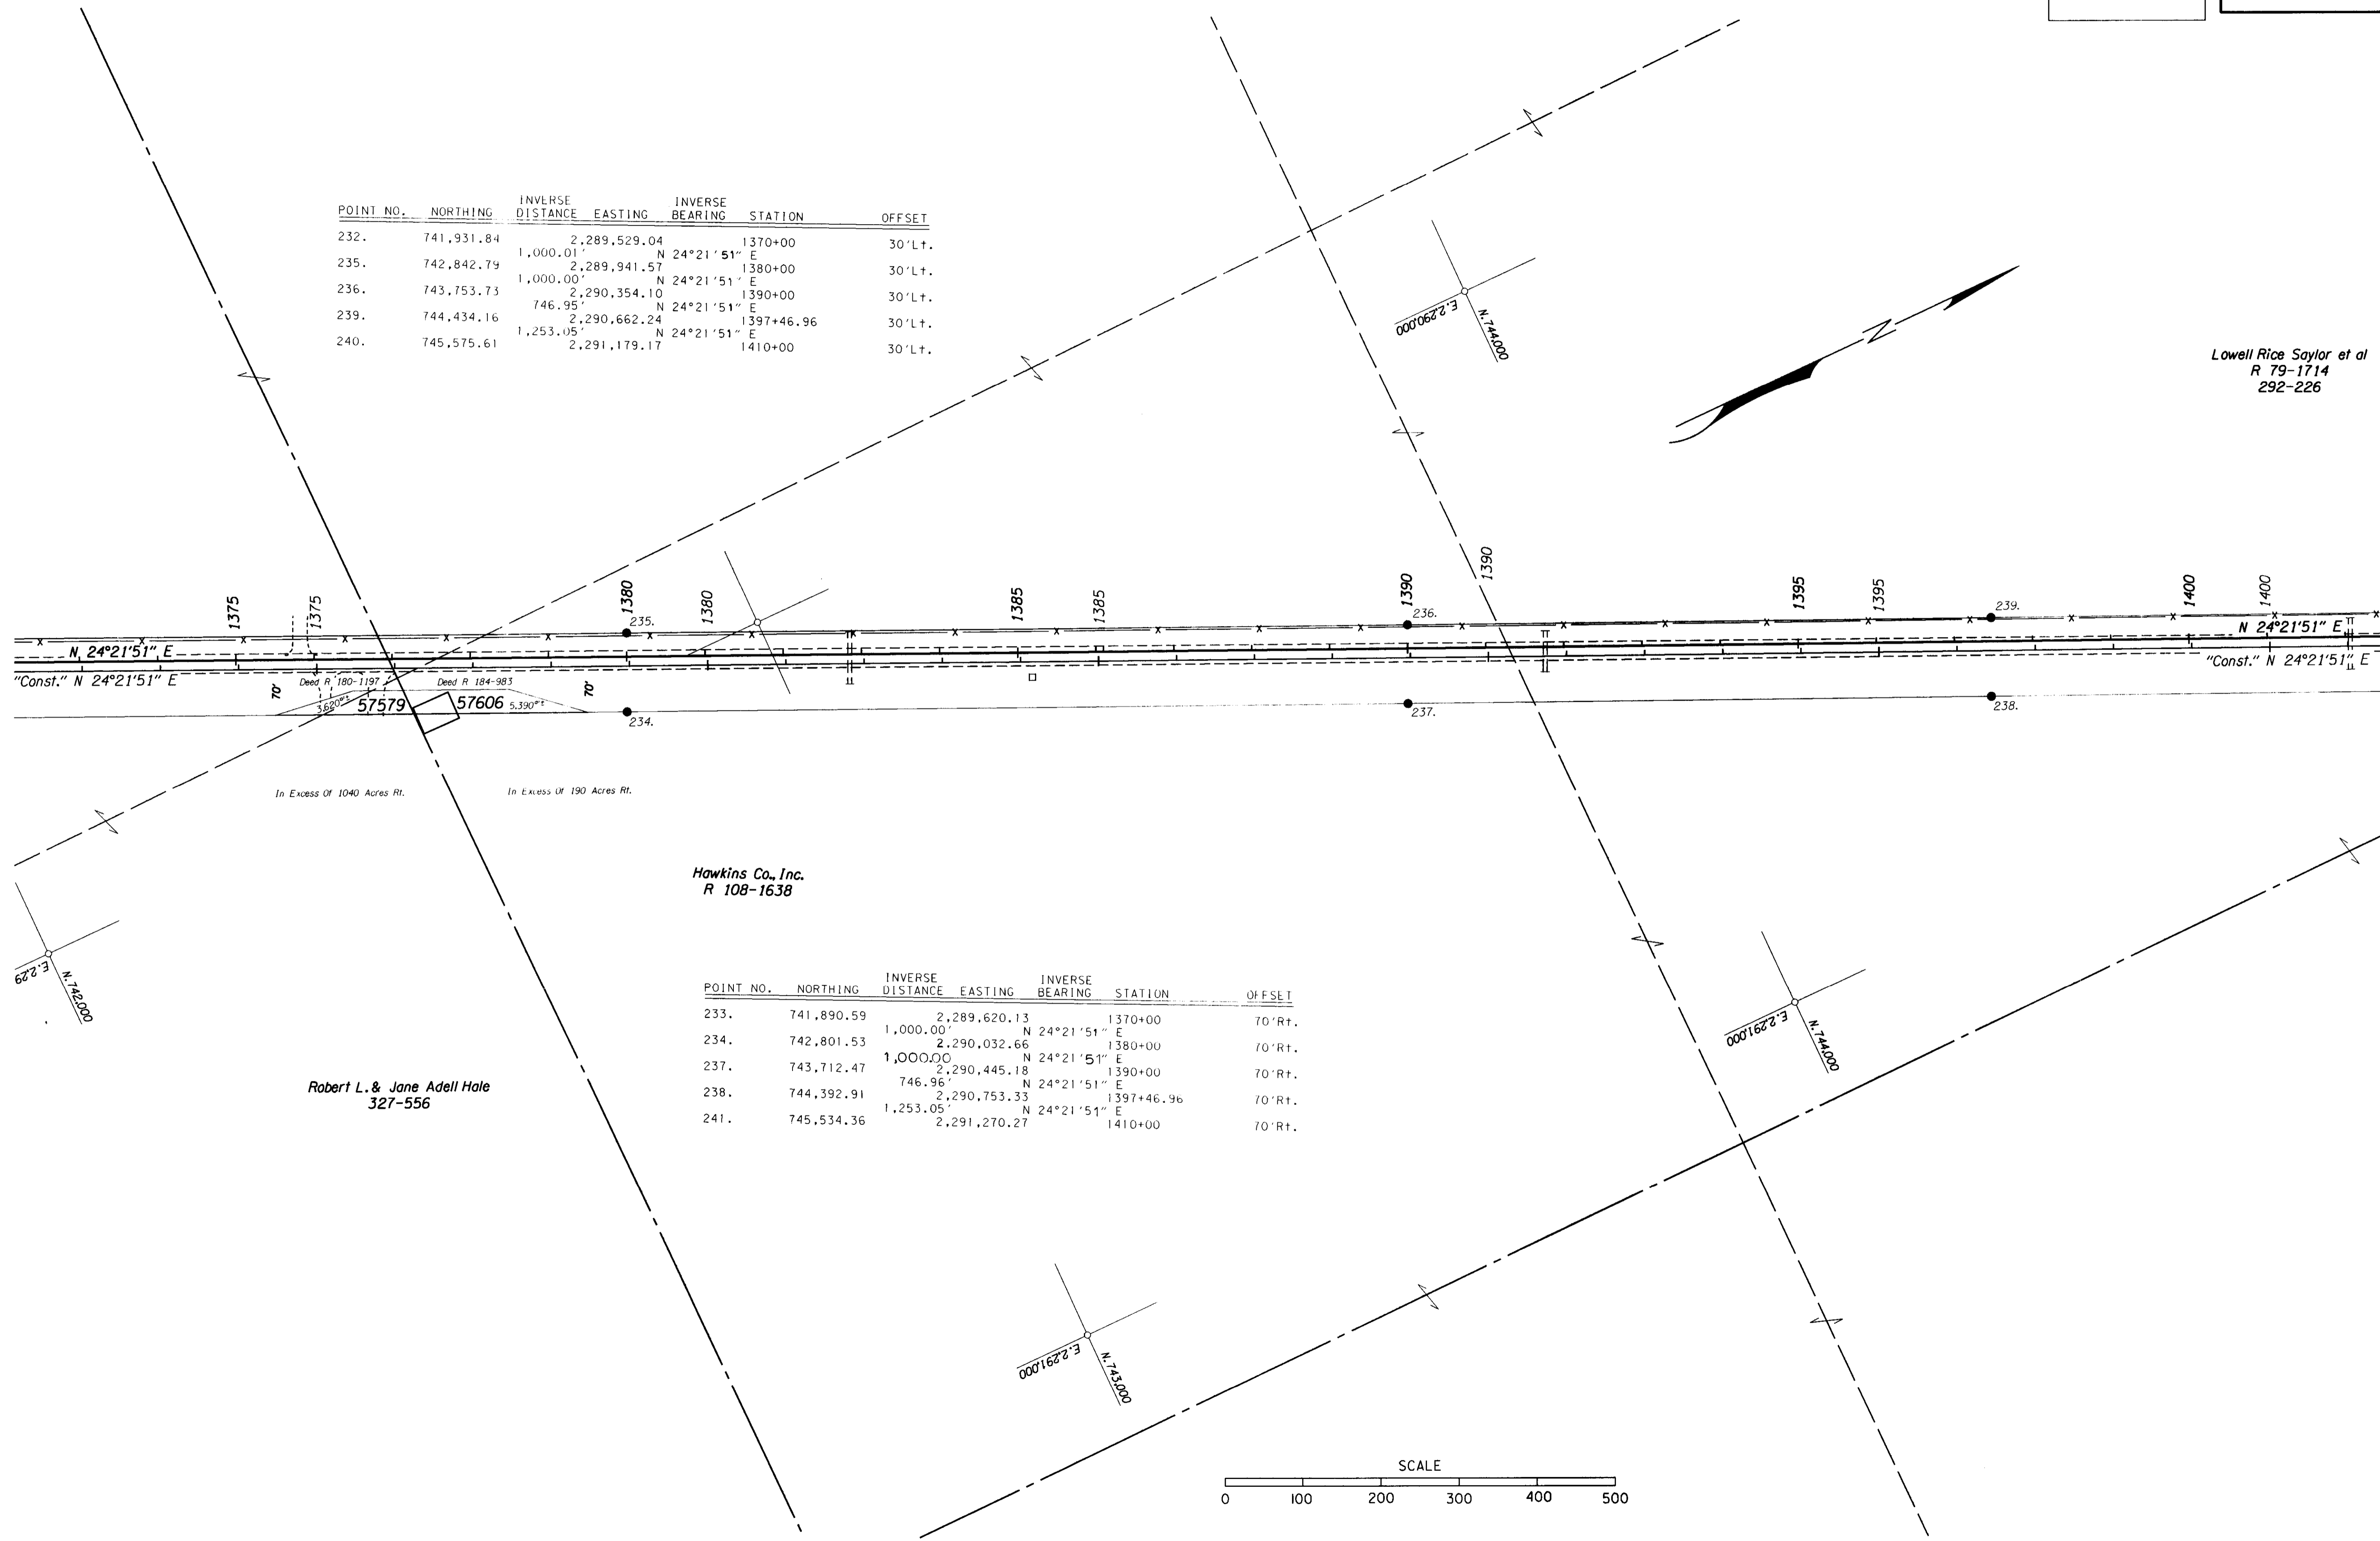 POINT NO. NORTHING INVERSE DISTANCE EASTING INVERSE BEARING STATION OFFSET
232. 741,931.84 2,289,529.04 1370+00 30'Lt.
1,000.01' N 24°21'51" E
235. 742,842.79 2,289,941.57 1380+00 30'Lt.
1,000.00' N 24°21'51" E
236. 743,753.73 2,290,354.10 1390+00 30'Lt.
746.95' N 24°21'51" E
239. 744,434.16 2,290,662.24 1397+46.96 30'Lt.
1,253.05' N 24°21'51" E
240. 745,575.61 2,291,179.17 1410+00 30'Lt.
E. 2,290,000
N. 744,000
N
Lowell Rice Saylor et al
R 79-1714
292-226
1375
1375
1380
1380
1385
1385
1390
1390
1395
1395
1400
1400
235.
236.
239.
N 24°21'51" E
N 24°21'51" E
"Const." N 24°21'51" E
"Const." N 24°21'51" E
70'
Deed R 180-1197
Deed R 184-983
70'
3,620
57579
57606
5,390
234.
237.
238.
In Excess Of 1040 Acres Rt.
In Excess Of 190 Acres Rt.
Hawkins Co., Inc.
R 108-1638
E. 2,29
N. 742,000
POINT NO. NORTHING INVERSE DISTANCE EASTING INVERSE BEARING STATION OFFSET
233. 741,890.59 2,289,620.13 1370+00 70'Rt.
1,000.00' N 24°21'51" E
234. 742,801.53 2,290,032.66 1380+00 70'Rt.
1,000.00 N 24°21'51" E
237. 743,712.47 2,290,445.18 1390+00 70'Rt.
746.96' N 24°21'51" E
238. 744,392.91 2,290,753.33 1397+46.96 70'Rt.
1,253.05' N 24°21'51" E
241. 745,534.36 2,291,270.27 1410+00 70'Rt.
E. 2,291,000
N. 744,000
Robert L. & Jane Adell Hale
327-556
E. 2,291,000
N. 743,000
SCALE
0 100 200 300 400 500